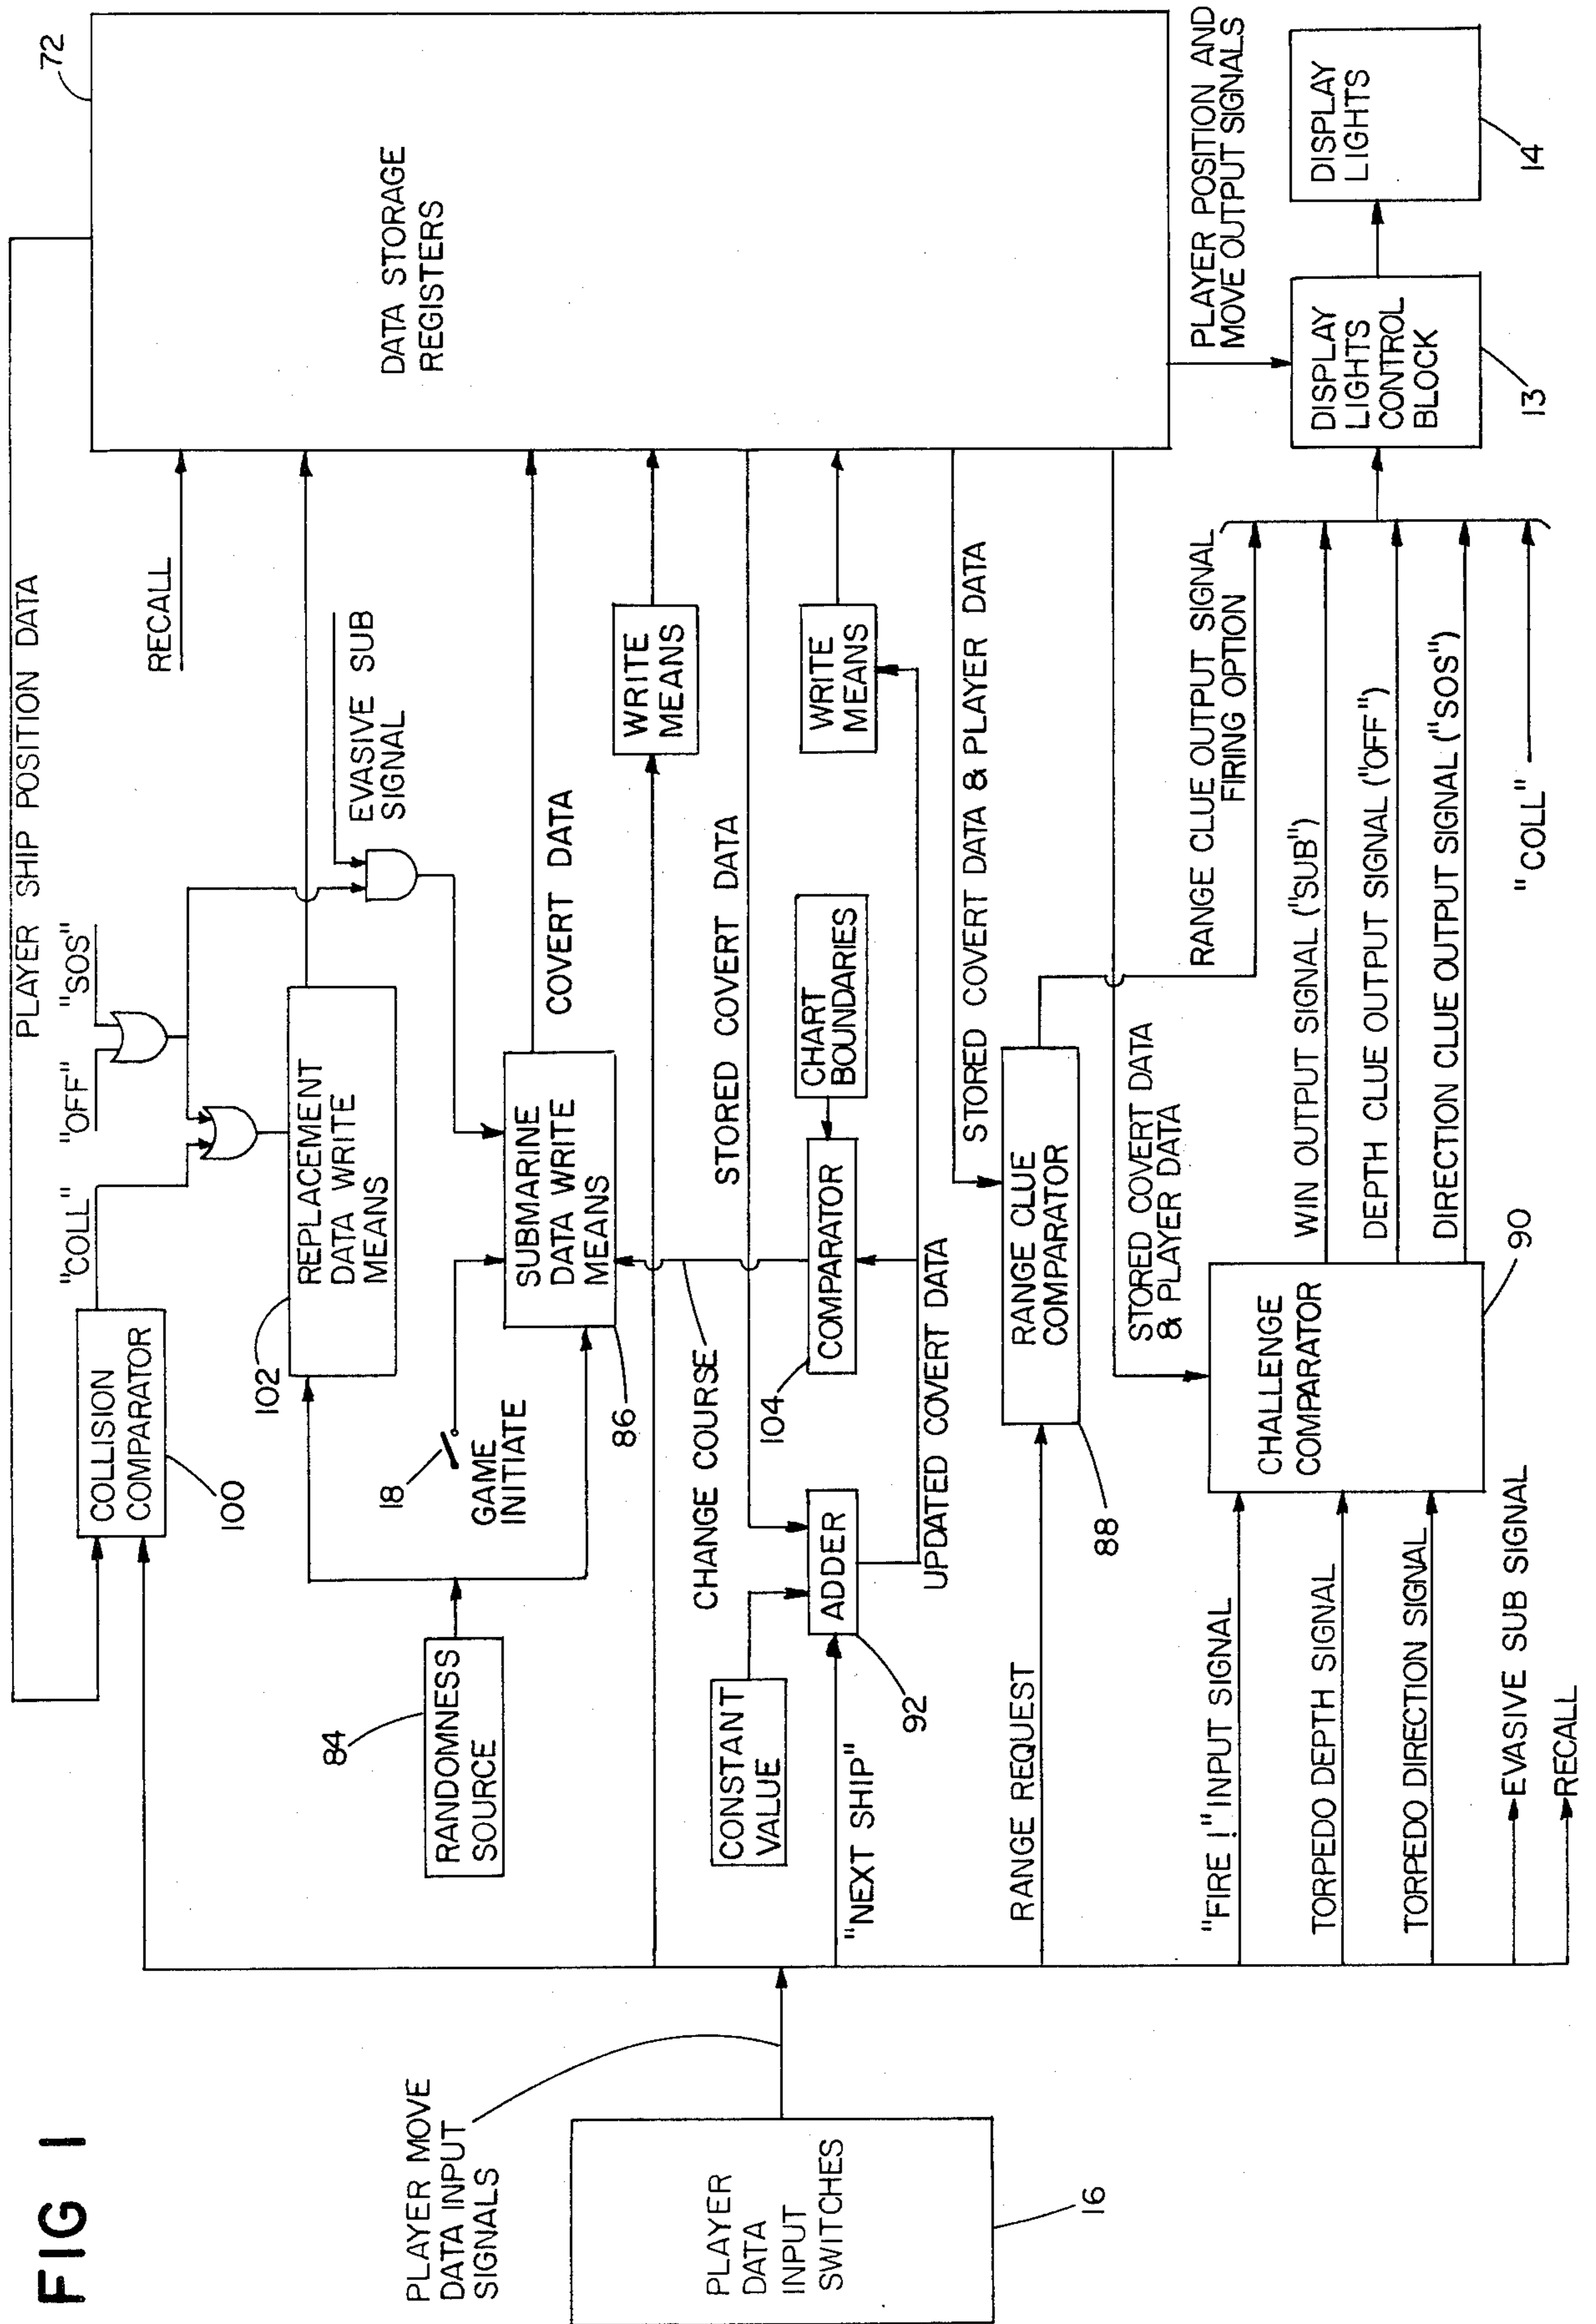 FIG 1
PLAYER MOVE
DATA INPUT
SIGNALS
PLAYER
DATA
INPUT
SWITCHES
16
PLAYER SHIP POSITION DATA
COLLISION
COMPARATOR
100
"COLL"
"OFF"
"SOS"
RECALL
72
DATA STORAGE
REGISTERS
84
RANDOMNESS
SOURCE
102
REPLACEMENT
DATA WRITE
MEANS
EVASIVE SUB
SIGNAL
18
GAME
INITIATE
SUBMARINE
DATA WRITE
MEANS
86
COVERT DATA
WRITE
MEANS
CHANGE COURSE
STORED COVERT DATA
CONSTANT
VALUE
"NEXT SHIP"
ADDER
92
104
COMPARATOR
CHART
BOUNDARIES
WRITE
MEANS
UPDATED COVERT DATA
STORED COVERT DATA & PLAYER DATA
RANGE REQUEST
88
RANGE CLUE
COMPARATOR
STORED COVERT DATA
& PLAYER DATA
RANGE CLUE OUTPUT SIGNAL
FIRING OPTION
PLAYER POSITION AND
MOVE OUTPUT SIGNALS
"FIRE !" INPUT SIGNAL
TORPEDO DEPTH SIGNAL
TORPEDO DIRECTION SIGNAL
CHALLENGE
COMPARATOR
90
WIN OUTPUT SIGNAL ("SUB")
DEPTH CLUE OUTPUT SIGNAL ("OFF")
DIRECTION CLUE OUTPUT SIGNAL ("SOS")
"COLL"
DISPLAY
LIGHTS
CONTROL
BLOCK
13
DISPLAY
LIGHTS
14
EVASIVE SUB SIGNAL
RECALL